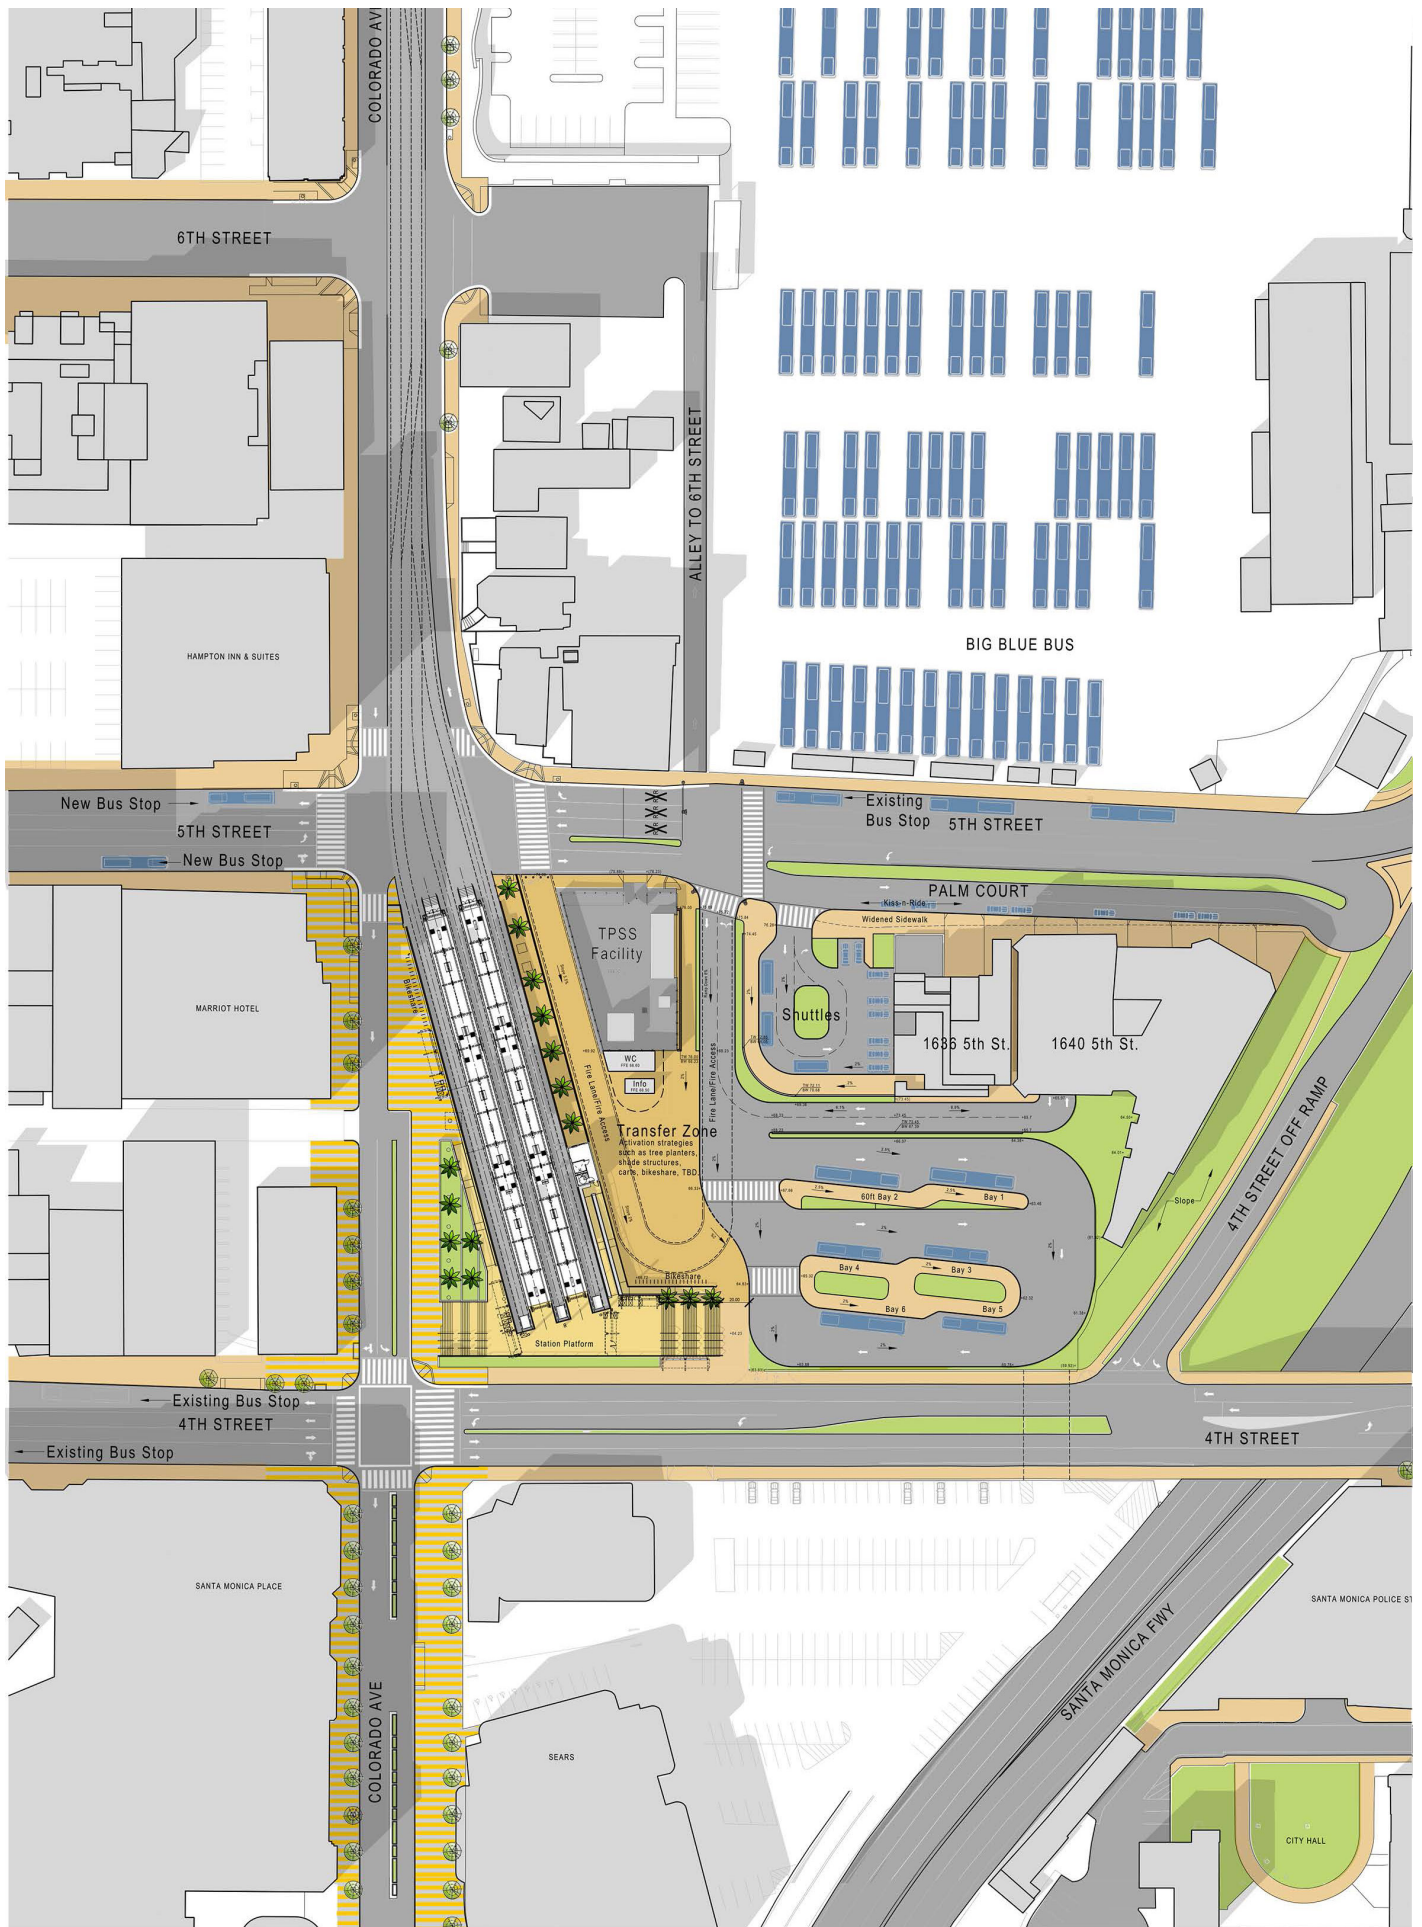 COLORADO AVE
6TH STREET
ALLEY TO 6TH STREET
BIG BLUE BUS
HAMPTON INN & SUITES
New Bus Stop
5TH STREET
New Bus Stop
Existing
Bus Stop
5TH STREET
PALM COURT
Kiss-n-Ride
Widened Sidewalk
TPSS
Facility
Bikeshare
MARRIOT HOTEL
Shuttles
1636 5th St.
1640 5th St.
WC
Info
Fire Lane/Fire Access
Fire Lane/Fire Access
Transfer Zone
Activation strategies
such as tree planters,
shade structures,
carts, bikeshare, TBD.
60ft Bay 2
Bay 1
Slope
4TH STREET OFF RAMP
Bay 4
Bay 3
Bay 6
Bay 5
Bikeshare
Station Platform
Existing Bus Stop
4TH STREET
Existing Bus Stop
4TH STREET
SANTA MONICA PLACE
COLORADO AVE
SEARS
SANTA MONICA FWY
SANTA MONICA POLICE ST
CITY HALL